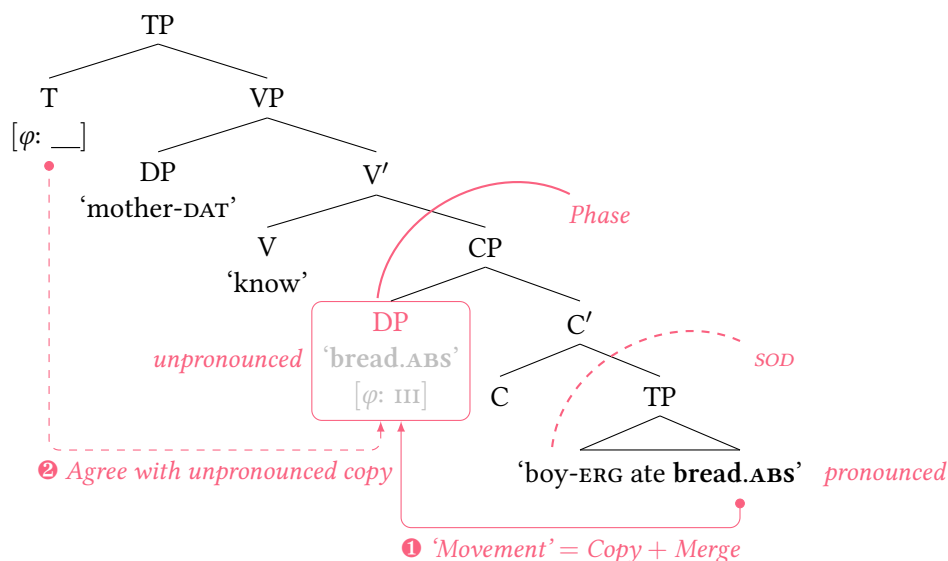 TP
T VP
[φ: __]
DP V′
‘mother-DAT’ Phase
V CP
‘know’
DP C′
unpronounced ‘bread.ABS’ SOD
[φ: III] C TP
❷ Agree with unpronounced copy ‘boy-ERG ate bread.ABS’ pronounced
❶ ‘Movement’ = Copy + Merge